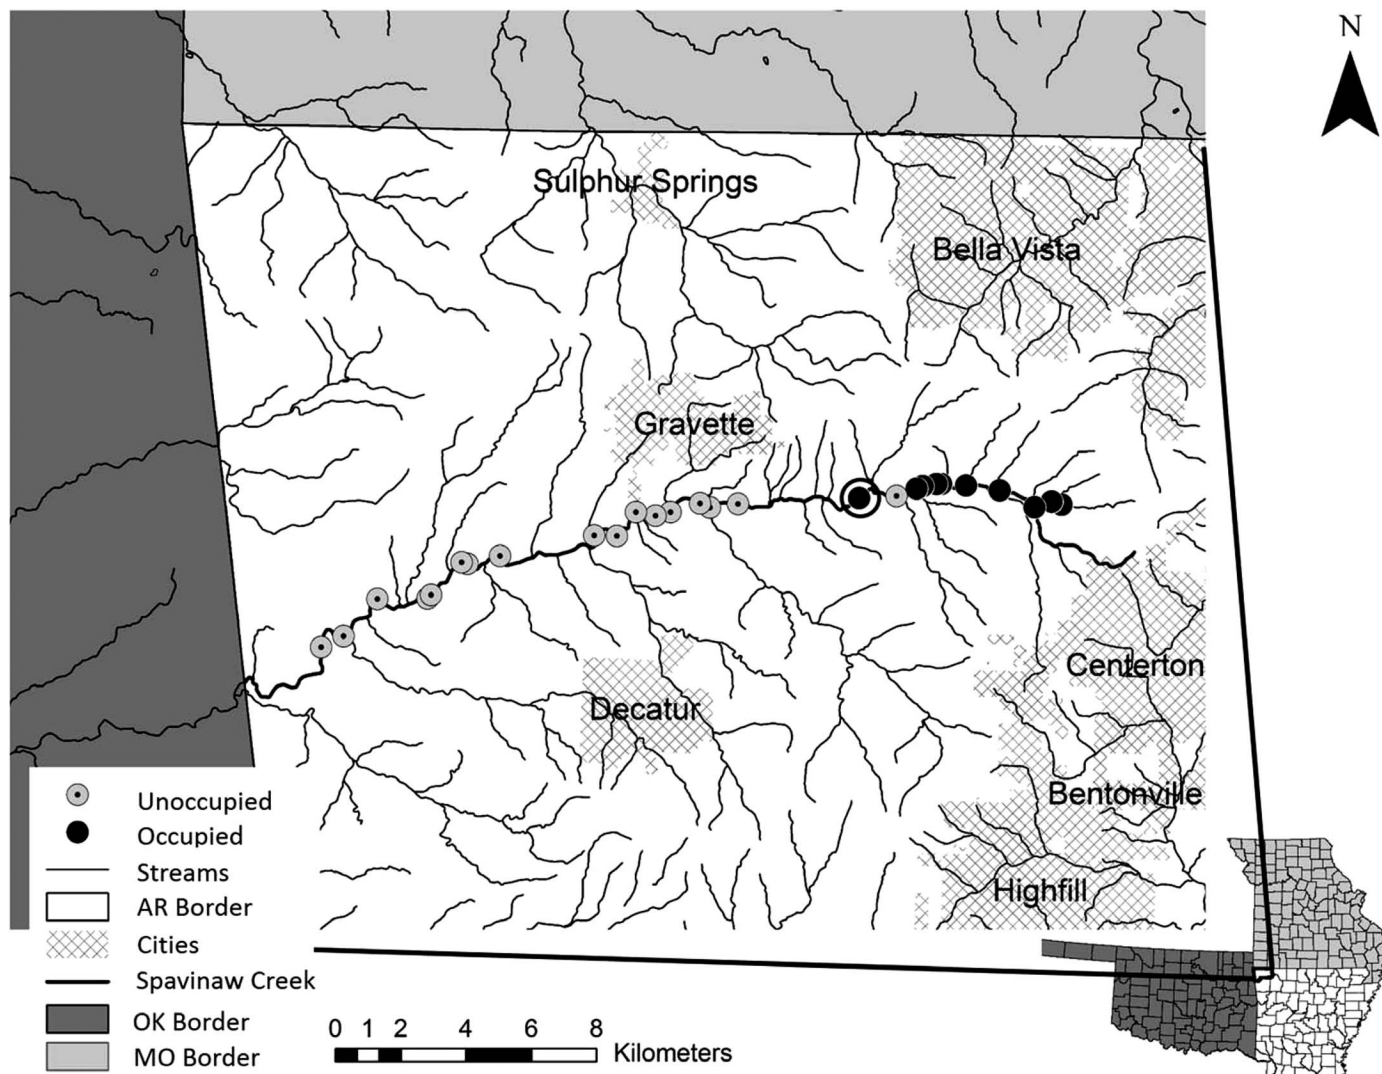 N
Sulphur Springs
Bella Vista
Gravette
Centerton
Decatur
Bentonville
Highfill
Unoccupied
Occupied
Streams
AR Border
Cities
Spavinaw Creek
OK Border
MO Border
0 1 2 4 6 8
Kilometers